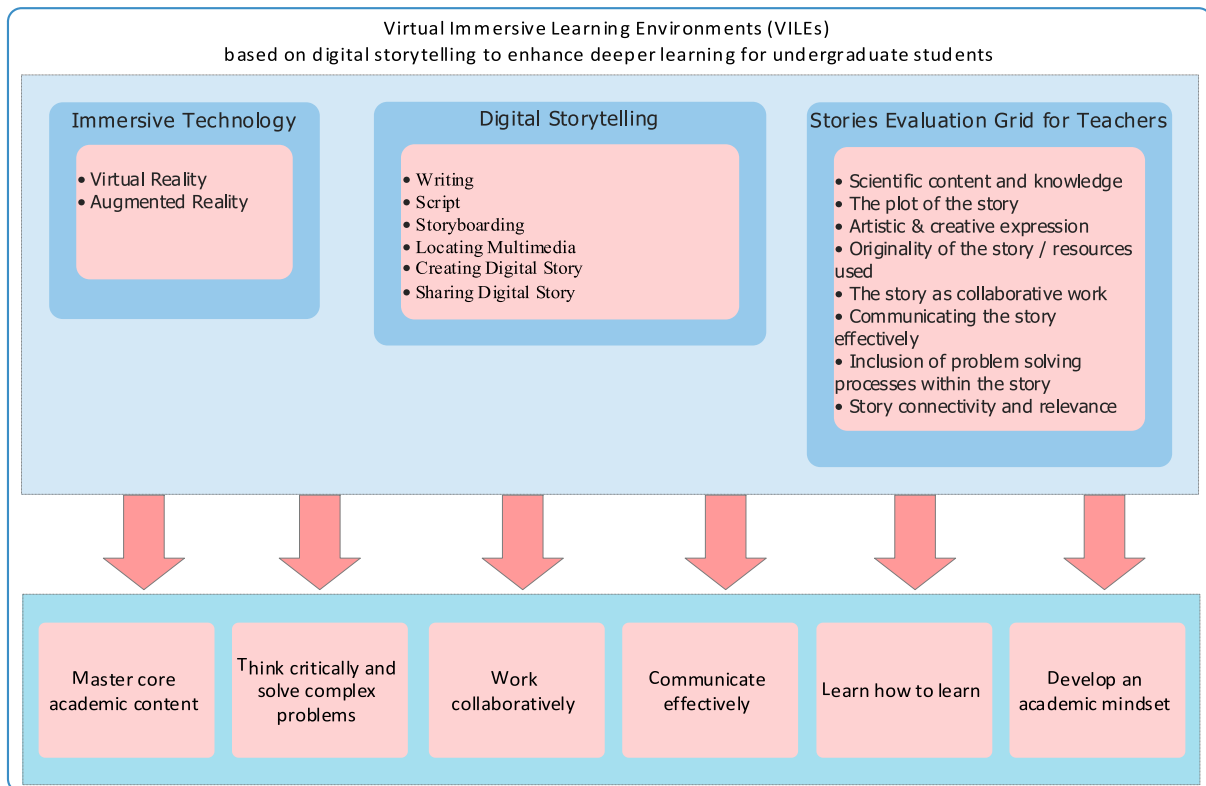 Virtual Immersive Learning Environments (VILEs)
based on digital storytelling to enhance deeper learning for undergraduate students
Immersive Technology
• Virtual Reality
• Augmented Reality
Digital Storytelling
• Writing
• Script
• Storyboarding
• Locating Multimedia
• Creating Digital Story
• Sharing Digital Story
Stories Evaluation Grid for Teachers
• Scientific content and knowledge
• The plot of the story
• Artistic & creative expression
• Originality of the story / resources
used
• The story as collaborative work
• Communicating the story
effectively
• Inclusion of problem solving
processes within the story
• Story connectivity and relevance
Master core
academic content
Think critically and
solve complex
problems
Work
collaboratively
Communicate
effectively
Learn how to learn
Develop an
academic mindset